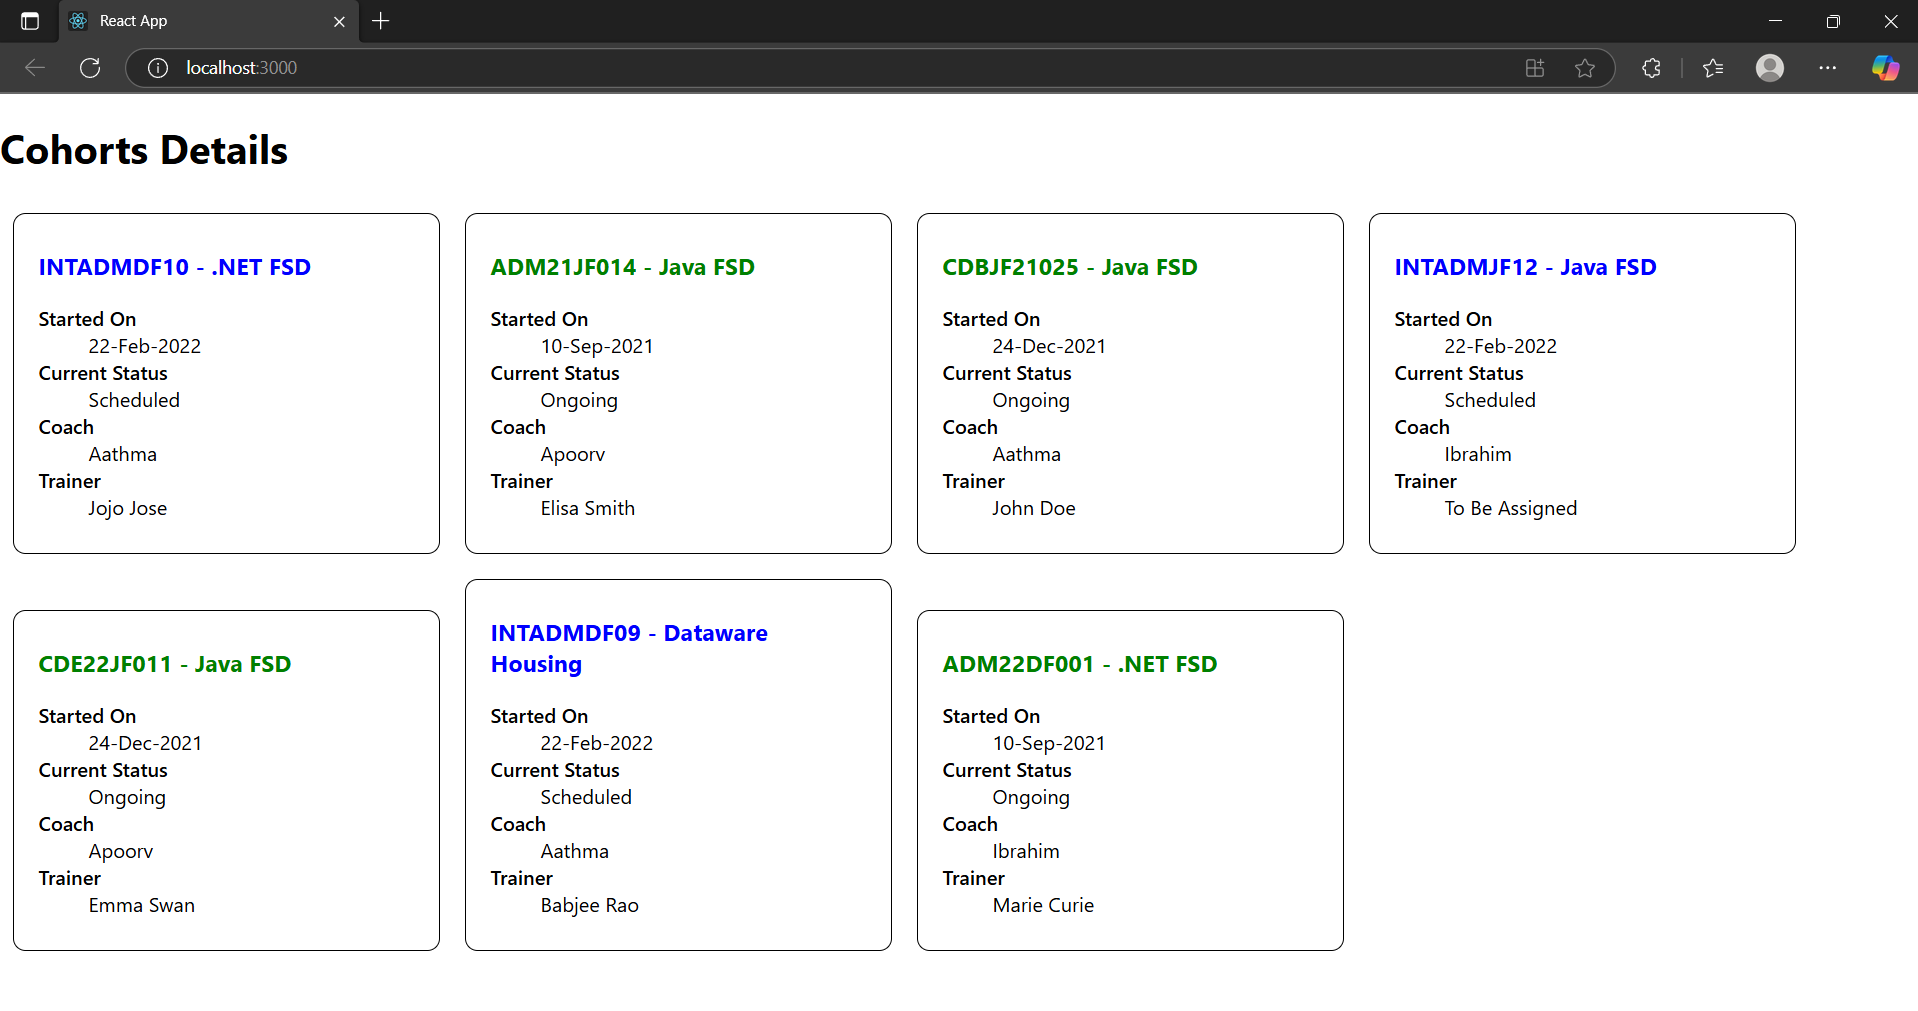 React App
localhost:3000
Cohorts Details
INTADMDF10 - .NET FSD
Started On
22-Feb-2022
Current Status
Scheduled
Coach
Aathma
Trainer
Jojo Jose
ADM21JF014 - Java FSD
Started On
10-Sep-2021
Current Status
Ongoing
Coach
Apoorv
Trainer
Elisa Smith
CDBJF21025 - Java FSD
Started On
24-Dec-2021
Current Status
Ongoing
Coach
Aathma
Trainer
John Doe
INTADMJF12 - Java FSD
Started On
22-Feb-2022
Current Status
Scheduled
Coach
Ibrahim
Trainer
To Be Assigned
CDE22JF011 - Java FSD
Started On
24-Dec-2021
Current Status
Ongoing
Coach
Apoorv
Trainer
Emma Swan
INTADMDF09 - Dataware
Housing
Started On
22-Feb-2022
Current Status
Scheduled
Coach
Aathma
Trainer
Babjee Rao
ADM22DF001 - .NET FSD
Started On
10-Sep-2021
Current Status
Ongoing
Coach
Ibrahim
Trainer
Marie Curie